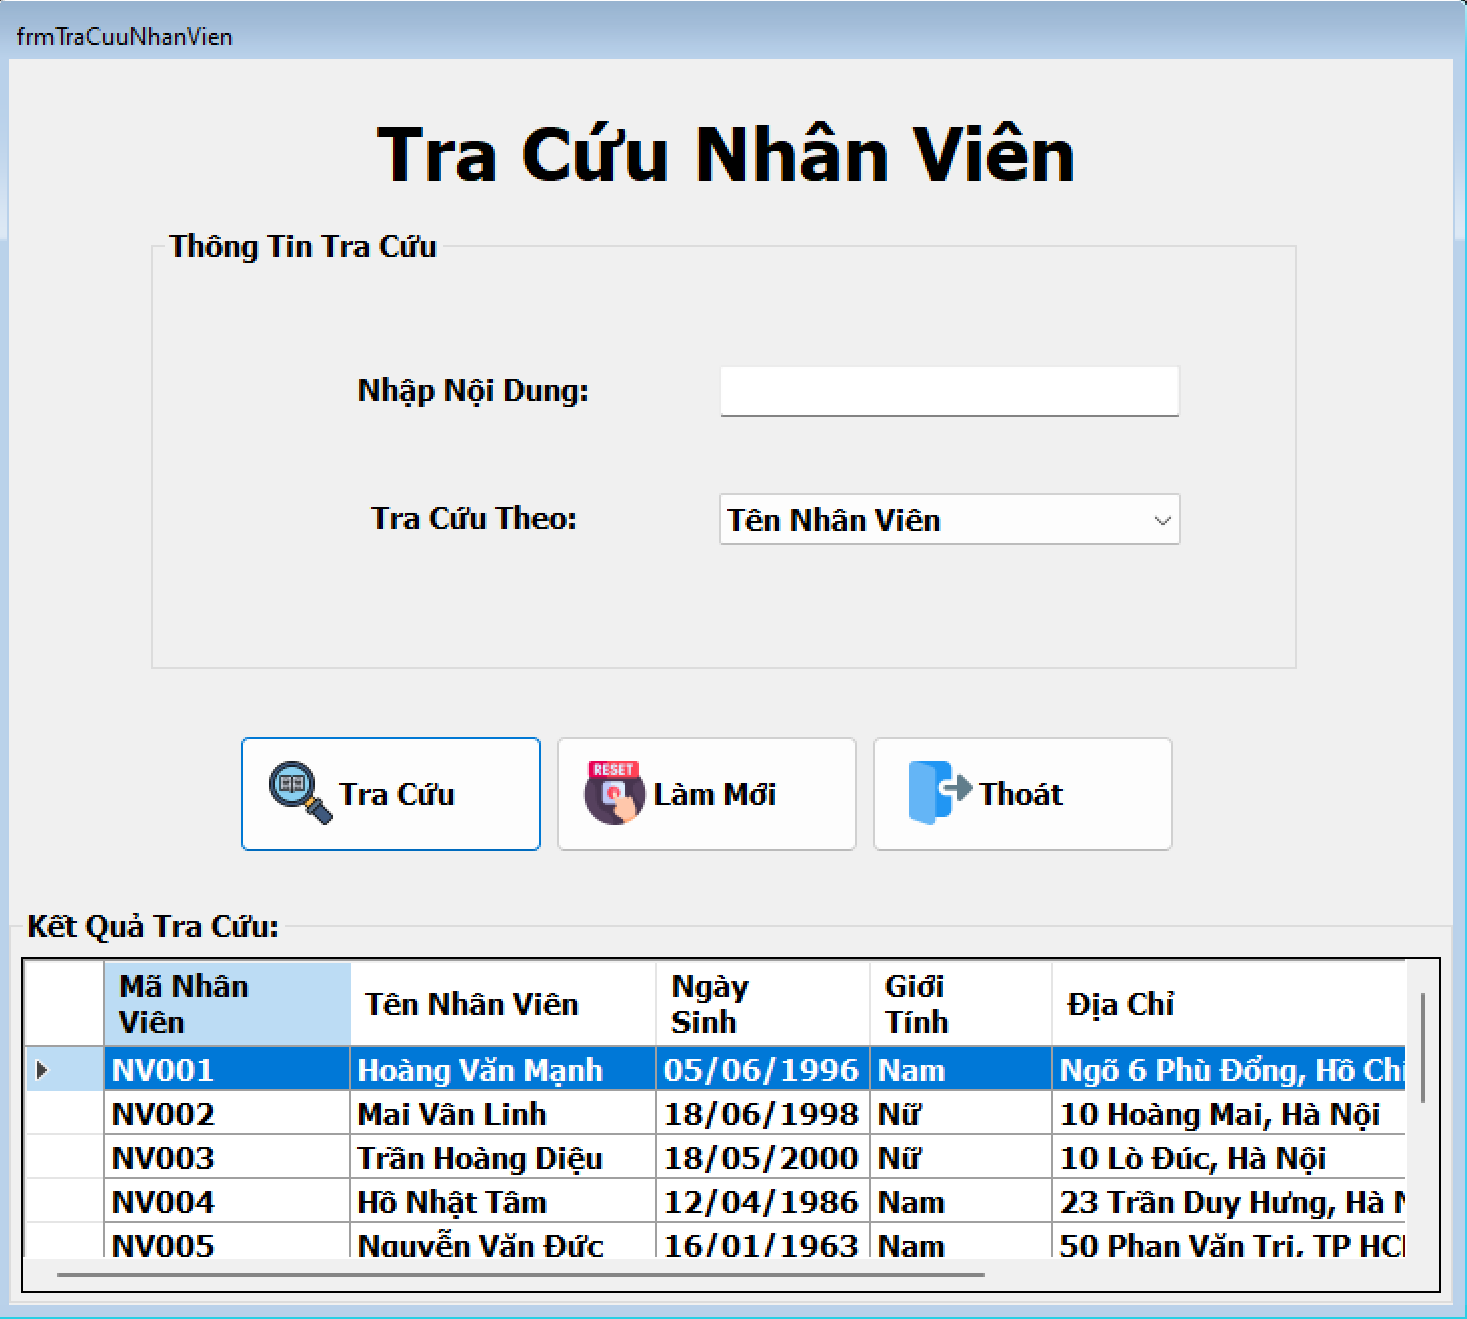 frmTraCuuNhanVien
Tra Cứu Nhân Viên
Thông Tin Tra Cứu
Nhập Nội Dung:
Tra Cứu Theo: Tên Nhân Viên
Tra Cứu
RESET
Làm Mới
Thoát
Kết Quả Tra Cứu:
Mã Nhân Viên Tên Nhân Viên Ngày Sinh Giới Tính Địa Chỉ
NV001 Hoàng Văn Mạnh 05/06/1996 Nam Ngõ 6 Phù Đổng, Hồ Chi
NV002 Mai Vân Linh 18/06/1998 Nữ 10 Hoàng Mai, Hà Nội
NV003 Trần Hoàng Diệu 18/05/2000 Nữ 10 Lò Đúc, Hà Nội
NV004 Hồ Nhật Tâm 12/04/1986 Nam 23 Trần Duy Hưng, Hà N
NV005 Nguyễn Văn Đức 16/01/1963 Nam 50 Phan Văn Trị, TP HC